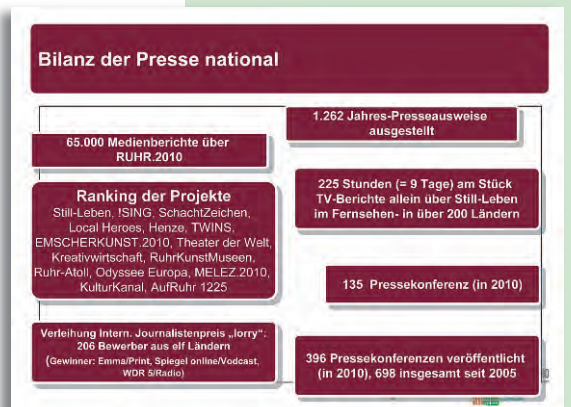 Bilanz der Presse national
65.000 Medienberichte über
RUHR.2010
Ranking der Projekte
Still-Leben, !SING, SchachtZeichen,
Local Heroes, Henze, TWINS,
EMSCHERKUNST.2010, Theater der Welt,
Kreativwirtschaft, RuhrKunstMuseen,
Ruhr-Atoll, Odyssee Europa, MELEZ.2010,
KulturKanal, AufRuhr 1225
Verleihung Intern. Journalistenpreis „lorry“:
206 Bewerber aus elf Ländern
(Gewinner: Emma/Print, Spiegel online/Vodcast,
WDR 5/Radio)
1.262 Jahres-Presseausweise
ausgestellt
225 Stunden (= 9 Tage) am Stück
TV-Berichte allein über Still-Leben
im Fernsehen- in über 200 Ländern
135 Pressekonferenz (in 2010)
396 Pressekonferenzen veröffentlicht
(in 2010), 698 insgesamt seit 2005